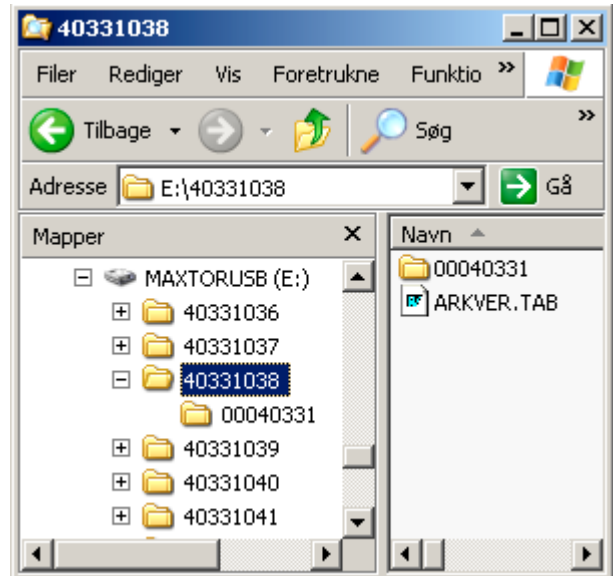 40331038
Filer Rediger Vis Foretrukne Funktio »
Tilbage Søg »
Adresse E:\40331038 Gå
Mapper
MAXTORUSB (E:)
40331036
40331037
40331038
00040331
40331039
40331040
40331041
Navn
00040331
ARKVER.TAB